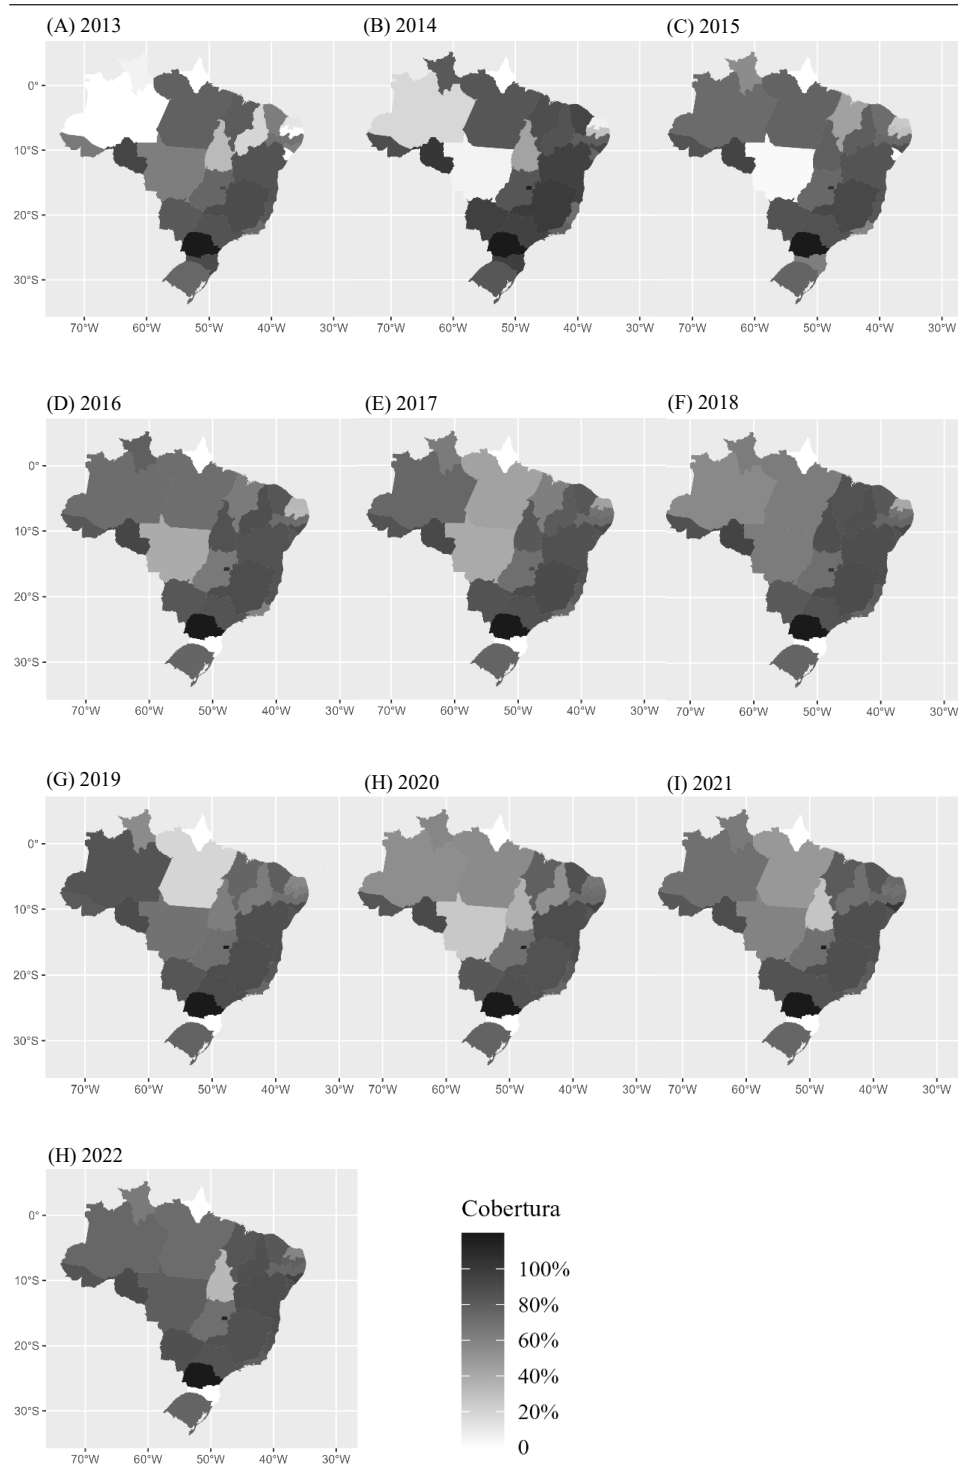 (A) 2013
(B) 2014
(C) 2015
0°
10°S
20°S
30°S
70°W 60°W 50°W 40°W 30°W 70°W 60°W 50°W 40°W 30°W 70°W 60°W 50°W 40°W 30°W
(D) 2016
(E) 2017
(F) 2018
0°
10°S
20°S
30°S
70°W 60°W 50°W 40°W 30°W 70°W 60°W 50°W 40°W 30°W 70°W 60°W 50°W 40°W 30°W
(G) 2019
(H) 2020
(I) 2021
0°
10°S
20°S
30°S
70°W 60°W 50°W 40°W 30°W 70°W 60°W 50°W 40°W 30°W 70°W 60°W 50°W 40°W 30°W
(H) 2022
0°
10°S
20°S
30°S
70°W 60°W 50°W 40°W 30°W
Cobertura
100%
80%
60%
40%
20%
0